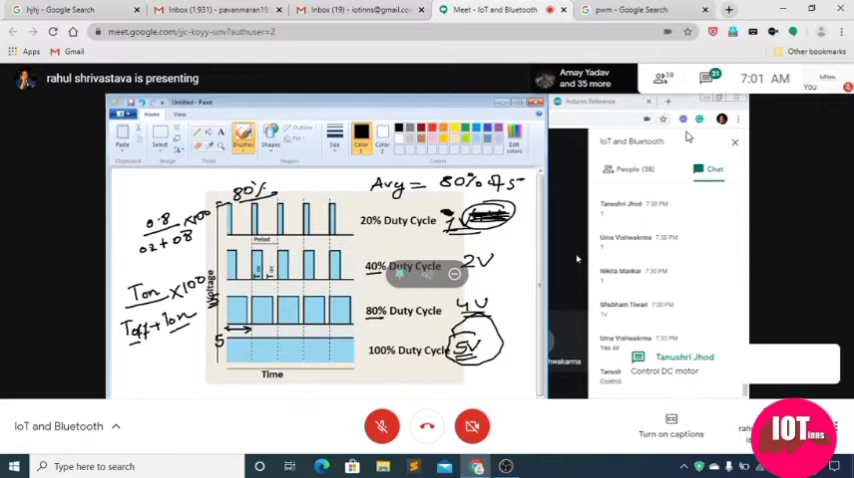 hjhj - Google Search
Inbox (1,931) - pavanmaran19
Inbox (19) - iotinns@gmail.co
Meet - IoT and Bluetooth
pwm - Google Search
meet.google.com/jjc-koyy-unv?authuser=2
Apps
Gmail
Other bookmarks
rahul shrivastava is presenting
Amay Yadav
and 35 more
38
31
7:01 AM
You
Untitled - Paint
Home
View
Paste
Select
Brushes
Shapes
Outline
Fill
Size
Color 1
Color 2
Edit colors
Clipboard
Image
Tools
Colors
Arduino Reference
IoT and Bluetooth
People (38)
Chat
Tanushri Jhod 7:30 PM
1
Uma Vishwakrma 7:30 PM
1
Nikita Mankar 7:30 PM
1
Shubham Tiwari 7:30 PM
1v
Uma Vishwakrma 7:31 PM
Yes sir
Tanushri Jhod
Control DC motor
80%
Avg = 80% of 5
0.8
0.2 + 0.8
×100
20% Duty Cycle
1V
Period
Ton
40% Duty Cycle
2V
Ton
×100
Toff + Ton
Voltage
80% Duty Cycle
4V
5
100% Duty Cycle
5V
Time
IoT and Bluetooth
Turn on captions
IOT
inns
Type here to search